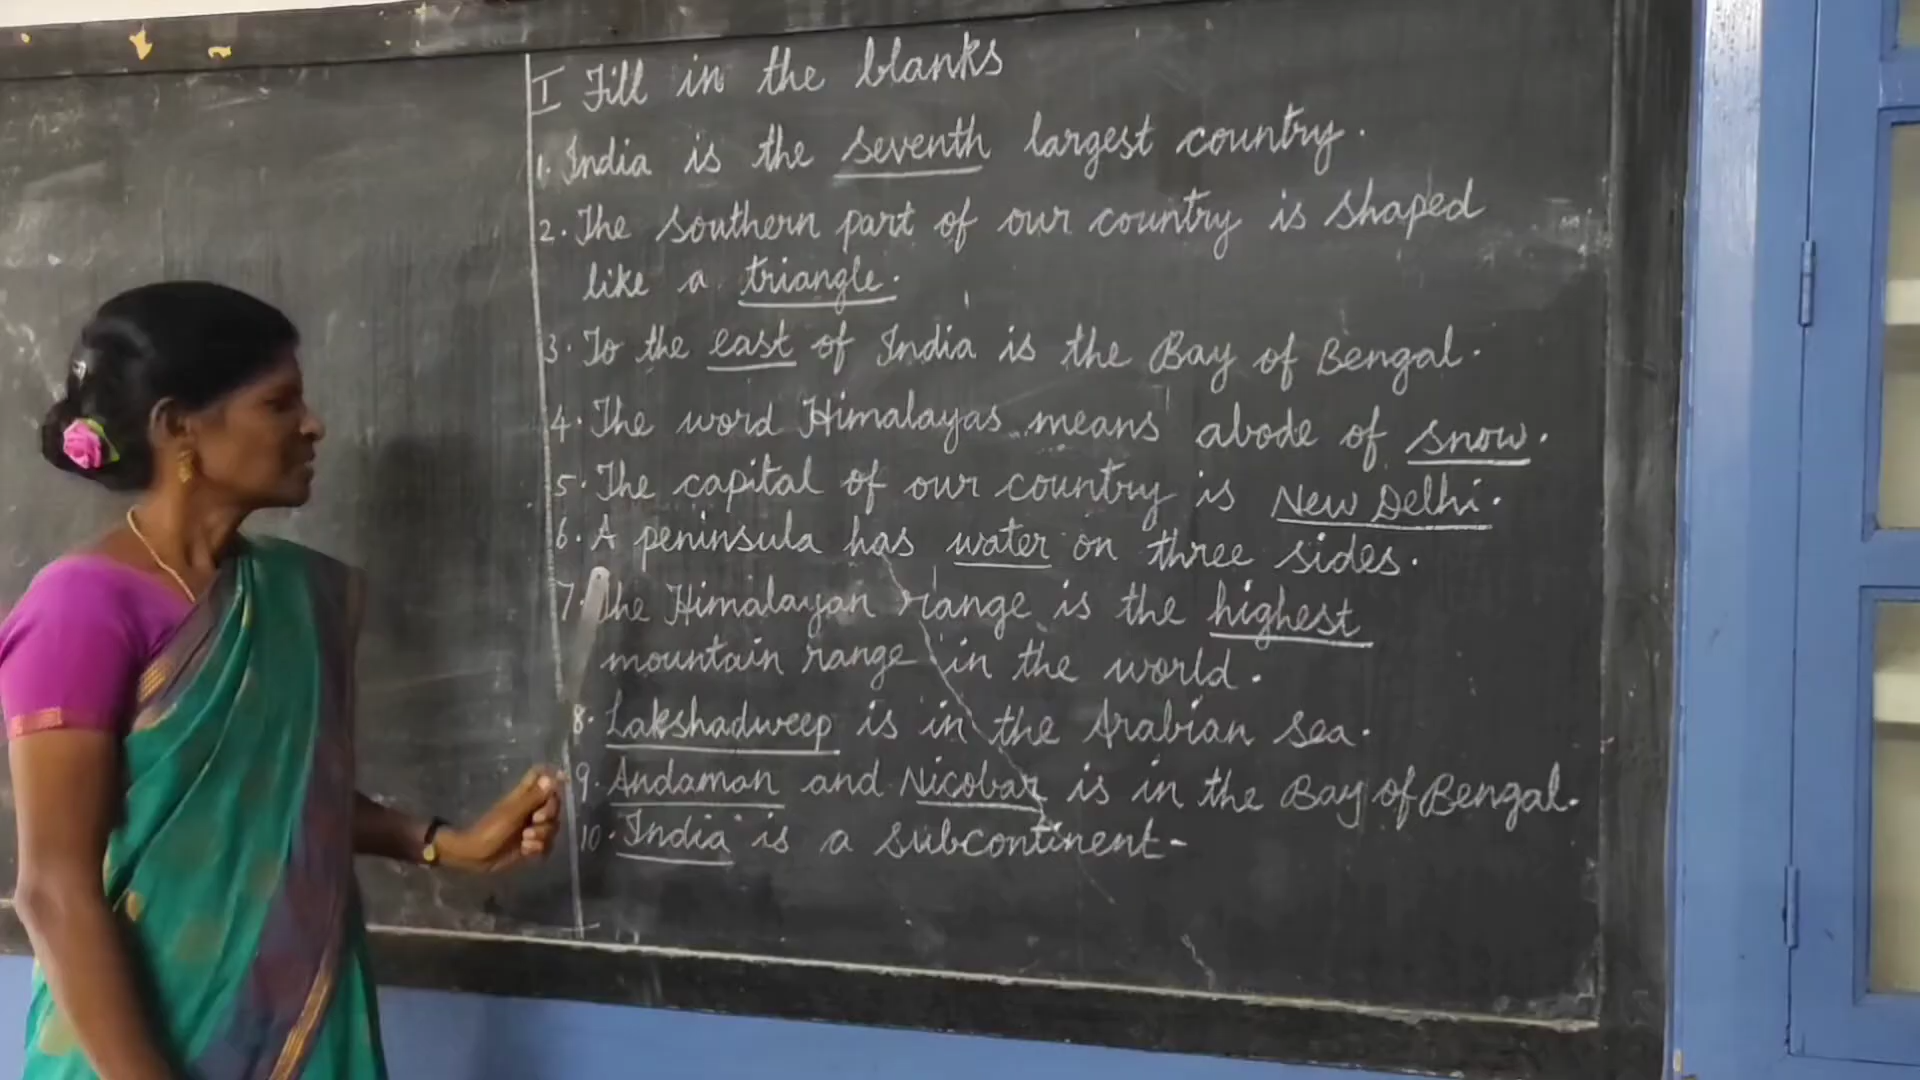 I Fill in the blanks
1. India is the seventh largest country.
2. The southern part of our country is shaped
like a triangle.
3. To the east of India is the Bay of Bengal.
4. The word Himalayas means abode of snow.
5. The capital of our country is New Delhi.
6. A peninsula has water on three sides.
7. The Himalayan range is the highest
mountain range in the world.
8. Lakshadweep is in the Arabian sea.
9. Andaman and Nicobar is in the Bay of Bengal.
10. India is a subcontinent.